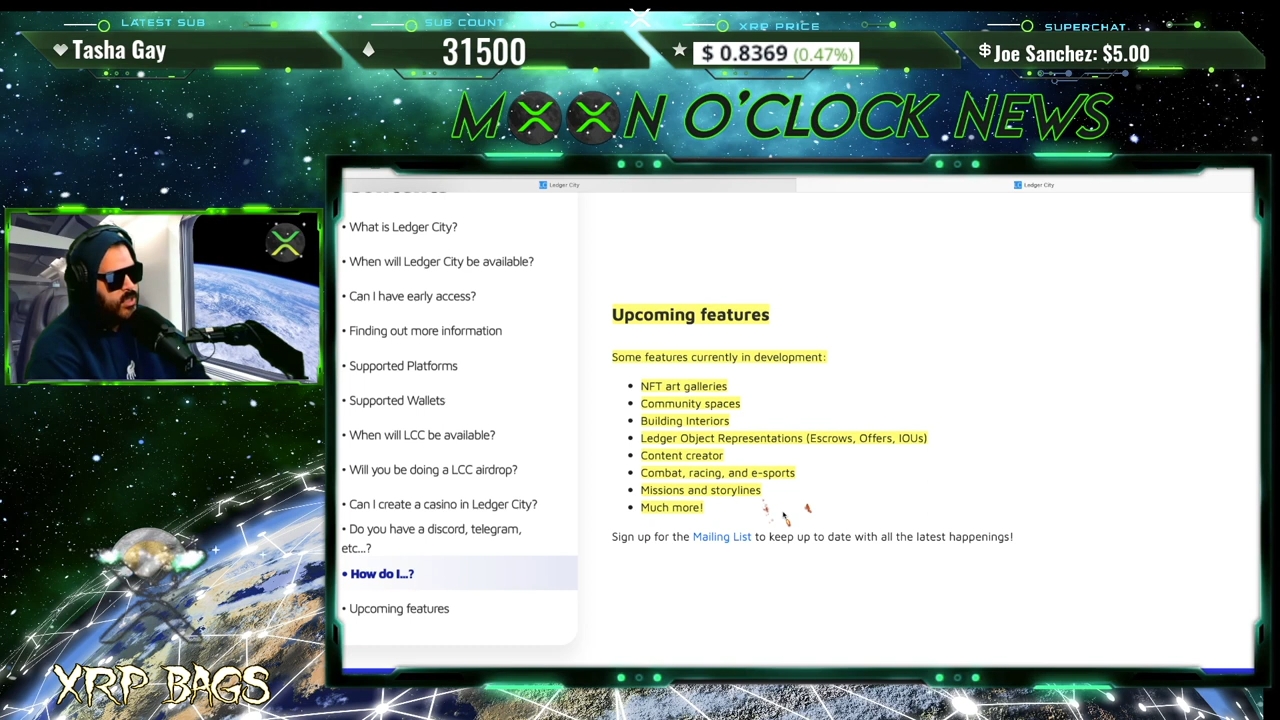 LATEST SUB
SUB COUNT
XRP PRICE
SUPERCHAT
Tasha Gay
31500
$ 0.8369 (0.47%)
$ Joe Sanchez: $5.00
MOON O'CLOCK NEWS
LC Ledger City
LC Ledger City
• What is Ledger City?
• When will Ledger City be available?
• Can I have early access?
• Finding out more information
• Supported Platforms
• Supported Wallets
• When will LCC be available?
• Will you be doing a LCC airdrop?
• Can I create a casino in Ledger City?
• Do you have a discord, telegram,
etc...?
• How do I...?
• Upcoming features
Upcoming features
Some features currently in development:
• NFT art galleries
• Community spaces
• Building Interiors
• Ledger Object Representations (Escrows, Offers, IOUs)
• Content creator
• Combat, racing, and e-sports
• Missions and storylines
• Much more!
Sign up for the Mailing List to keep up to date with all the latest happenings!
XRP BAGS